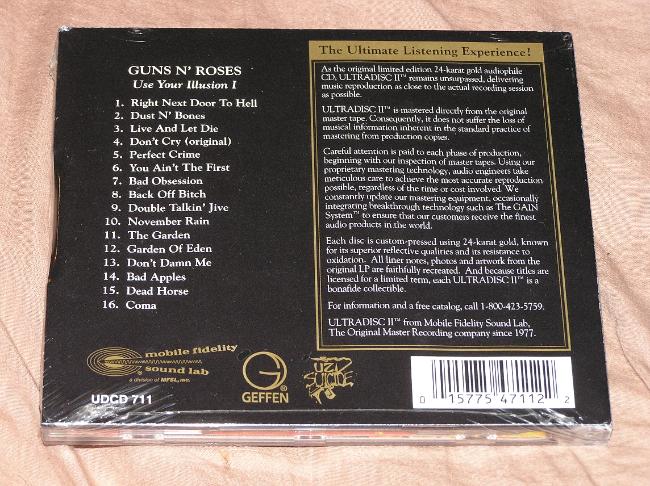 GUNS N' ROSES
Use Your Illusion I
1. Right Next Door To Hell
2. Dust N' Bones
3. Live And Let Die
4. Don't Cry (original)
5. Perfect Crime
6. You Ain't The First
7. Bad Obsession
8. Back Off Bitch
9. Double Talkin' Jive
10. November Rain
11. The Garden
12. Garden Of Eden
13. Don't Damn Me
14. Bad Apples
15. Dead Horse
16. Coma
mobile fidelity
sound lab
a division of MFSL, inc.
UDCD 711
G
GEFFEN
UZI
SUICIDE
The Ultimate Listening Experience!
As the original limited edition 24-karat gold audiophile
CD, ULTRADISC II™ remains unsurpassed, delivering
music reproduction as close to the actual recording session
as possible.
ULTRADISC II™ is mastered directly from the original
master tape. Consequently, it does not suffer the loss of
musical information inherent in the standard practice of
mastering from production copies.
Careful attention is paid to each phase of production,
beginning with our inspection of master tapes. Using our
proprietary mastering technology, audio engineers take
meticulous care to achieve the most accurate reproduction
possible, regardless of the time or cost involved. We
constantly update our mastering equipment, occasionally
integrating breakthrough technology such as The GAIN
System™ to ensure that our customers receive the finest
audio products in the world.
Each disc is custom-pressed using 24-karat gold, known
for its superior reflective qualities and its resistance to
oxidation. All liner notes, photos and artwork from the
original LP are faithfully recreated. And because titles are
licensed for a limited term, each ULTRADISC II™ is a
bonafide collectible.
For information and a free catalog, call 1-800-423-5759.
ULTRADISC II™ from Mobile Fidelity Sound Lab,
The Original Master Recording company since 1977.
0 15775 47112 2